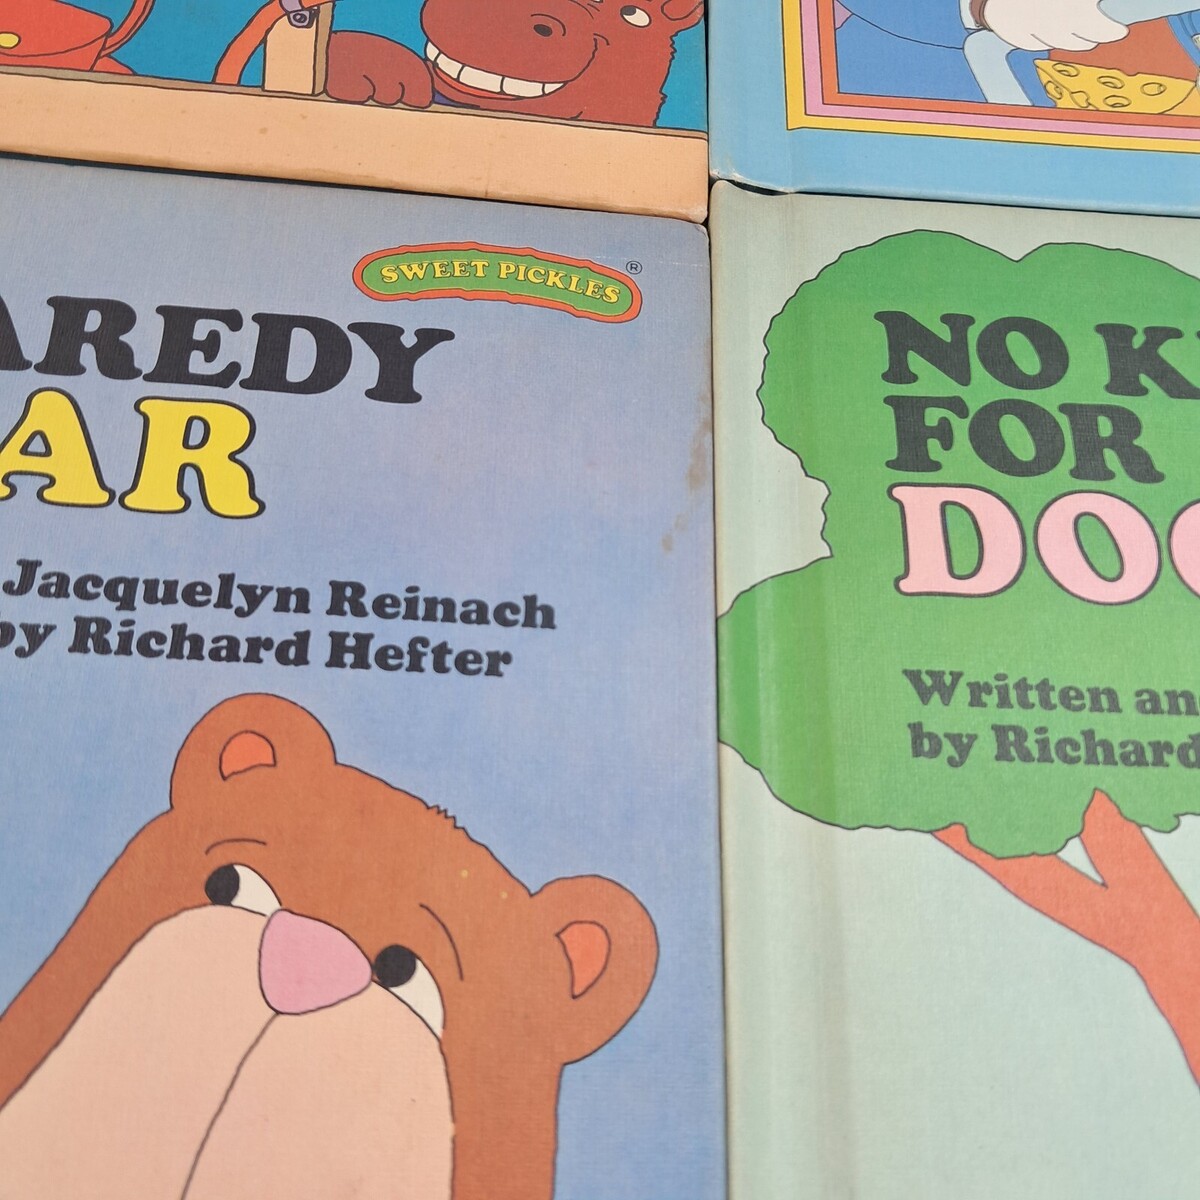 SWEET PICKLES ®
AREDY
AR
Jacquelyn Reinach
by Richard Hefter
NO K
FOR
DOG
Written an
by Richard